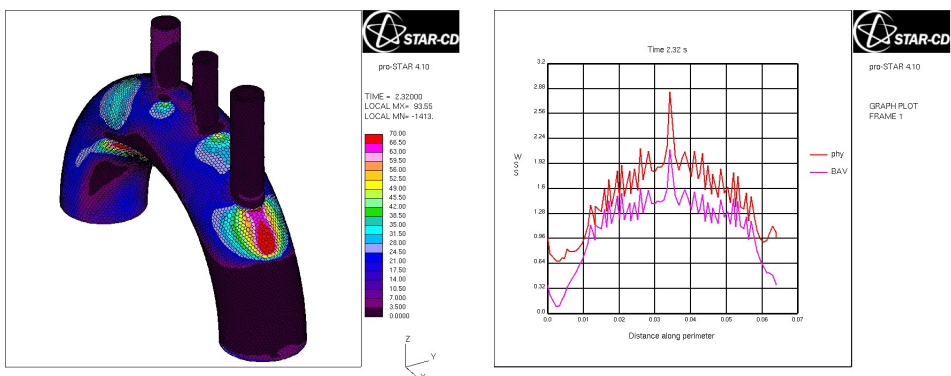 STAR-CD
pro-STAR 4.10
TIME = 2.32000
LOCAL MX= 93.55
LOCAL MN= -1413.
70.00
66.50
63.00
59.50
56.00
52.50
49.00
45.50
42.00
38.50
35.00
31.50
28.00
24.50
21.00
17.50
14.00
10.50
7.000
3.500
0.0000
Z
Y
X
STAR-CD
pro-STAR 4.10
GRAPH PLOT
FRAME 1
Time 2.32 s
3.2
2.88
2.56
2.24
1.92
1.6
1.28
0.96
0.64
0.32
0.0
WSS
0.0
0.01
0.02
0.03
0.04
0.05
0.06
0.07
Distance along perimeter
phy
BAV